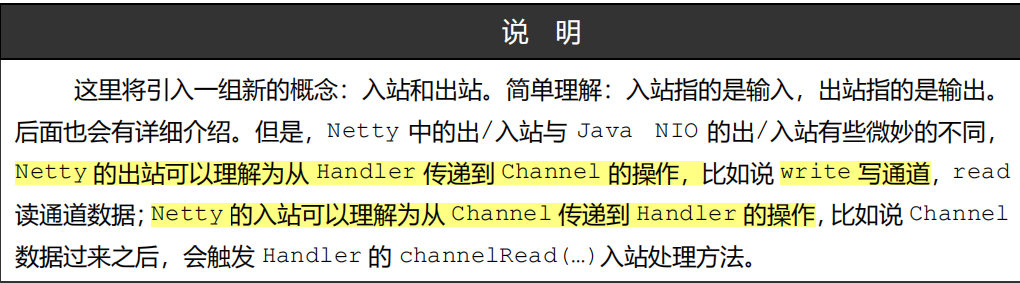 说 明
这里将引入一组新的概念：入站和出站。简单理解：入站指的是输入，出站指的是输出。
后面也会有详细介绍。但是，Netty 中的出/入站与 Java NIO 的出/入站有些微妙的不同，
Netty 的出站可以理解为从 Handler 传递到 Channel 的操作，比如说 write 写通道，read
读通道数据；Netty 的入站可以理解为从 Channel 传递到 Handler 的操作，比如说 Channel
数据过来之后，会触发 Handler 的 channelRead(…)入站处理方法。